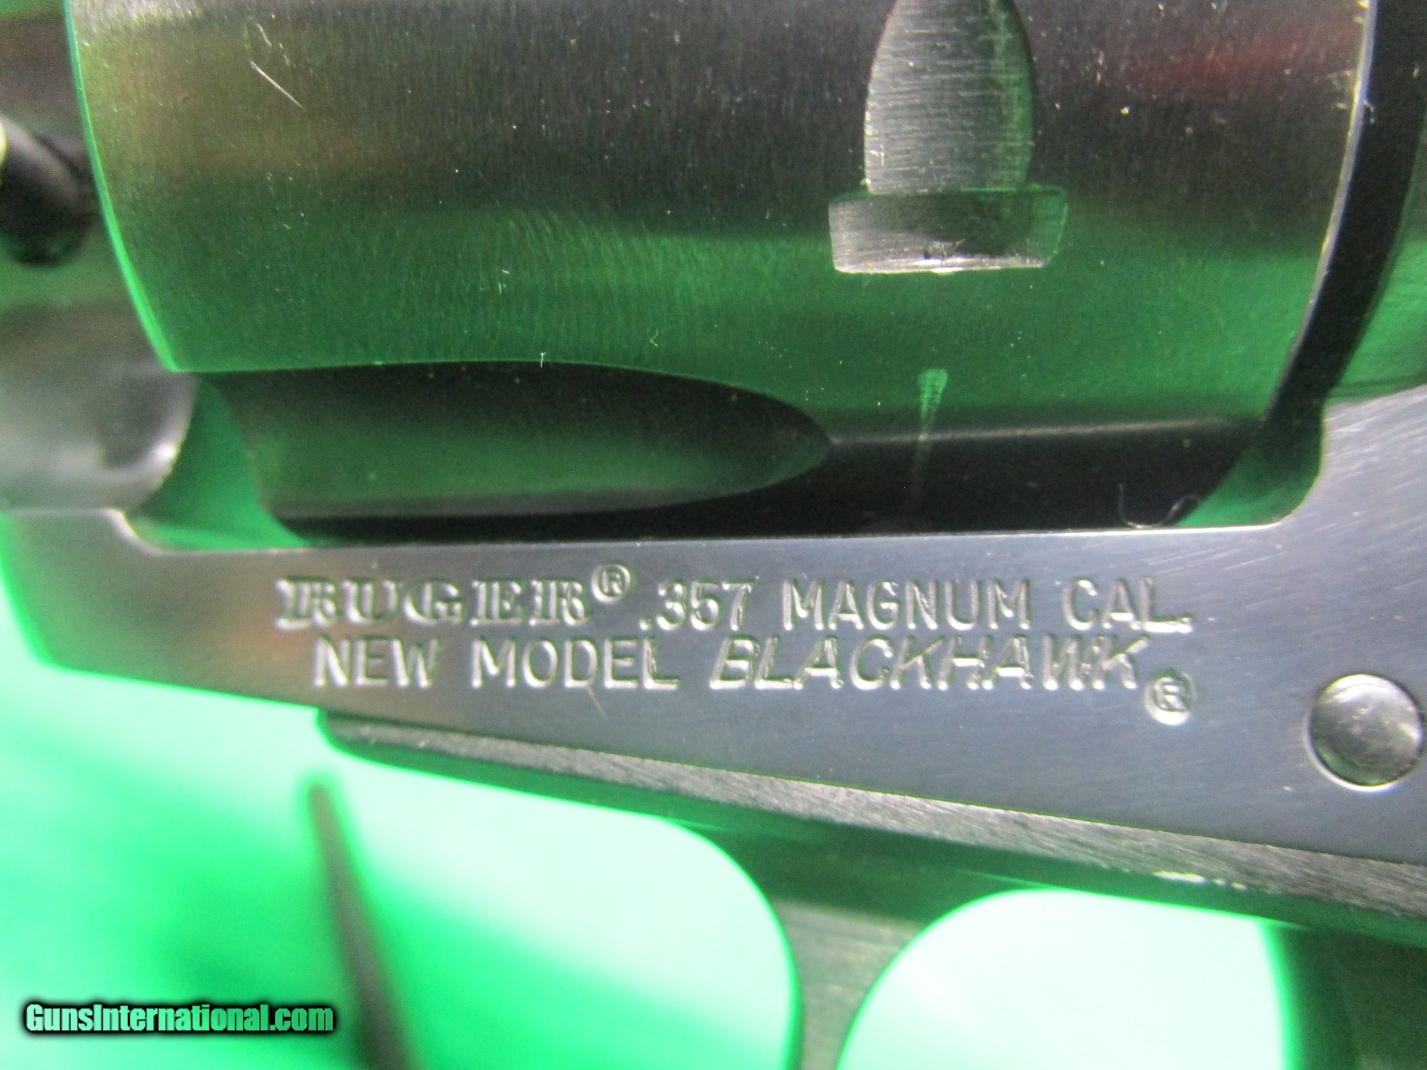 RUGER® .357 MAGNUM CAL.
NEW MODEL BLACKHAWK®
GunsInternational.com